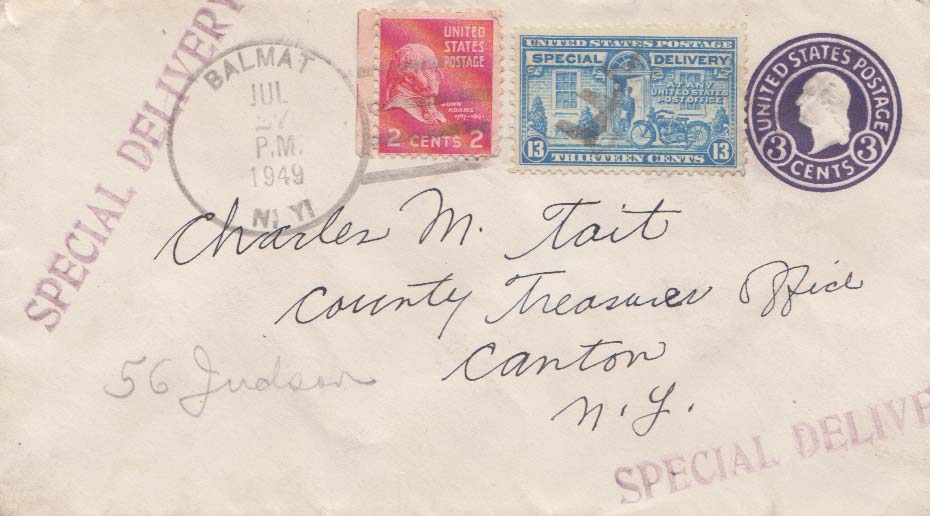 SPECIAL DELIVERY
BALMAT
JUL
27
P.M.
1949
N. Y.
UNITED
STATES
POSTAGE
JOHN
ADAMS
2 CENTS 2
UNITED STATES POSTAGE
SPECIAL DELIVERY
AT ANY
UNITED STATES
POST OFFICE
13 13
THIRTEEN CENTS
UNITED STATES POSTAGE
3 CENTS 3
Charles M. Tait
County Treasurer Office
Canton
N.Y.
56 Judson
SPECIAL DELIVE